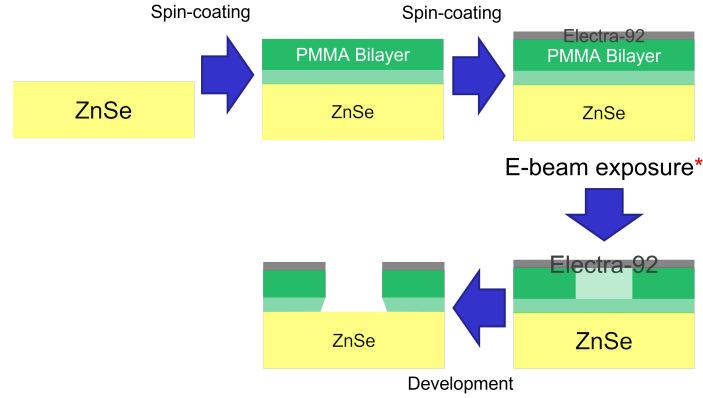 Spin-coating
Spin-coating
ZnSe
PMMA Bilayer
ZnSe
Electra-92
PMMA Bilayer
ZnSe
E-beam exposure*
Electra-92
ZnSe
ZnSe
Development